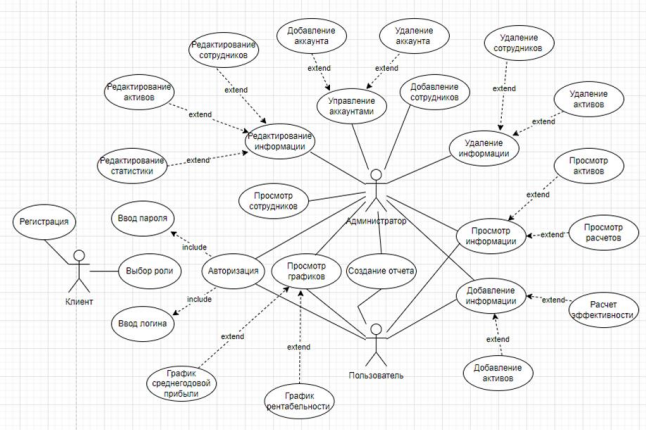 Добавление
аккаунта
Удаление
аккаунта
Удаление
сотрудников
Редактирование
сотрудников
extend
extend
extend
extend
Редактирование
активов
Управление
аккаунтами
Добавление
сотрудников
Удаление
активов
extend
extend
Редактирование
информации
Удаление
информации
Редактирование
статистики
extend
Просмотр
активов
extend
Просмотр
сотрудников
Регистрация
Ввод пароля
Администратор
Просмотр
информации
extend
Просмотр
расчетов
include
Выбор роли
Авторизация
Просмотр
графиков
Создание отчета
Клиент
include
Добавление
информации
extend
Расчет
эффективности
Ввод логина
extend
extend
extend
Пользователь
График
среднегодовой
прибыли
Добавление
активов
График
рентабельности